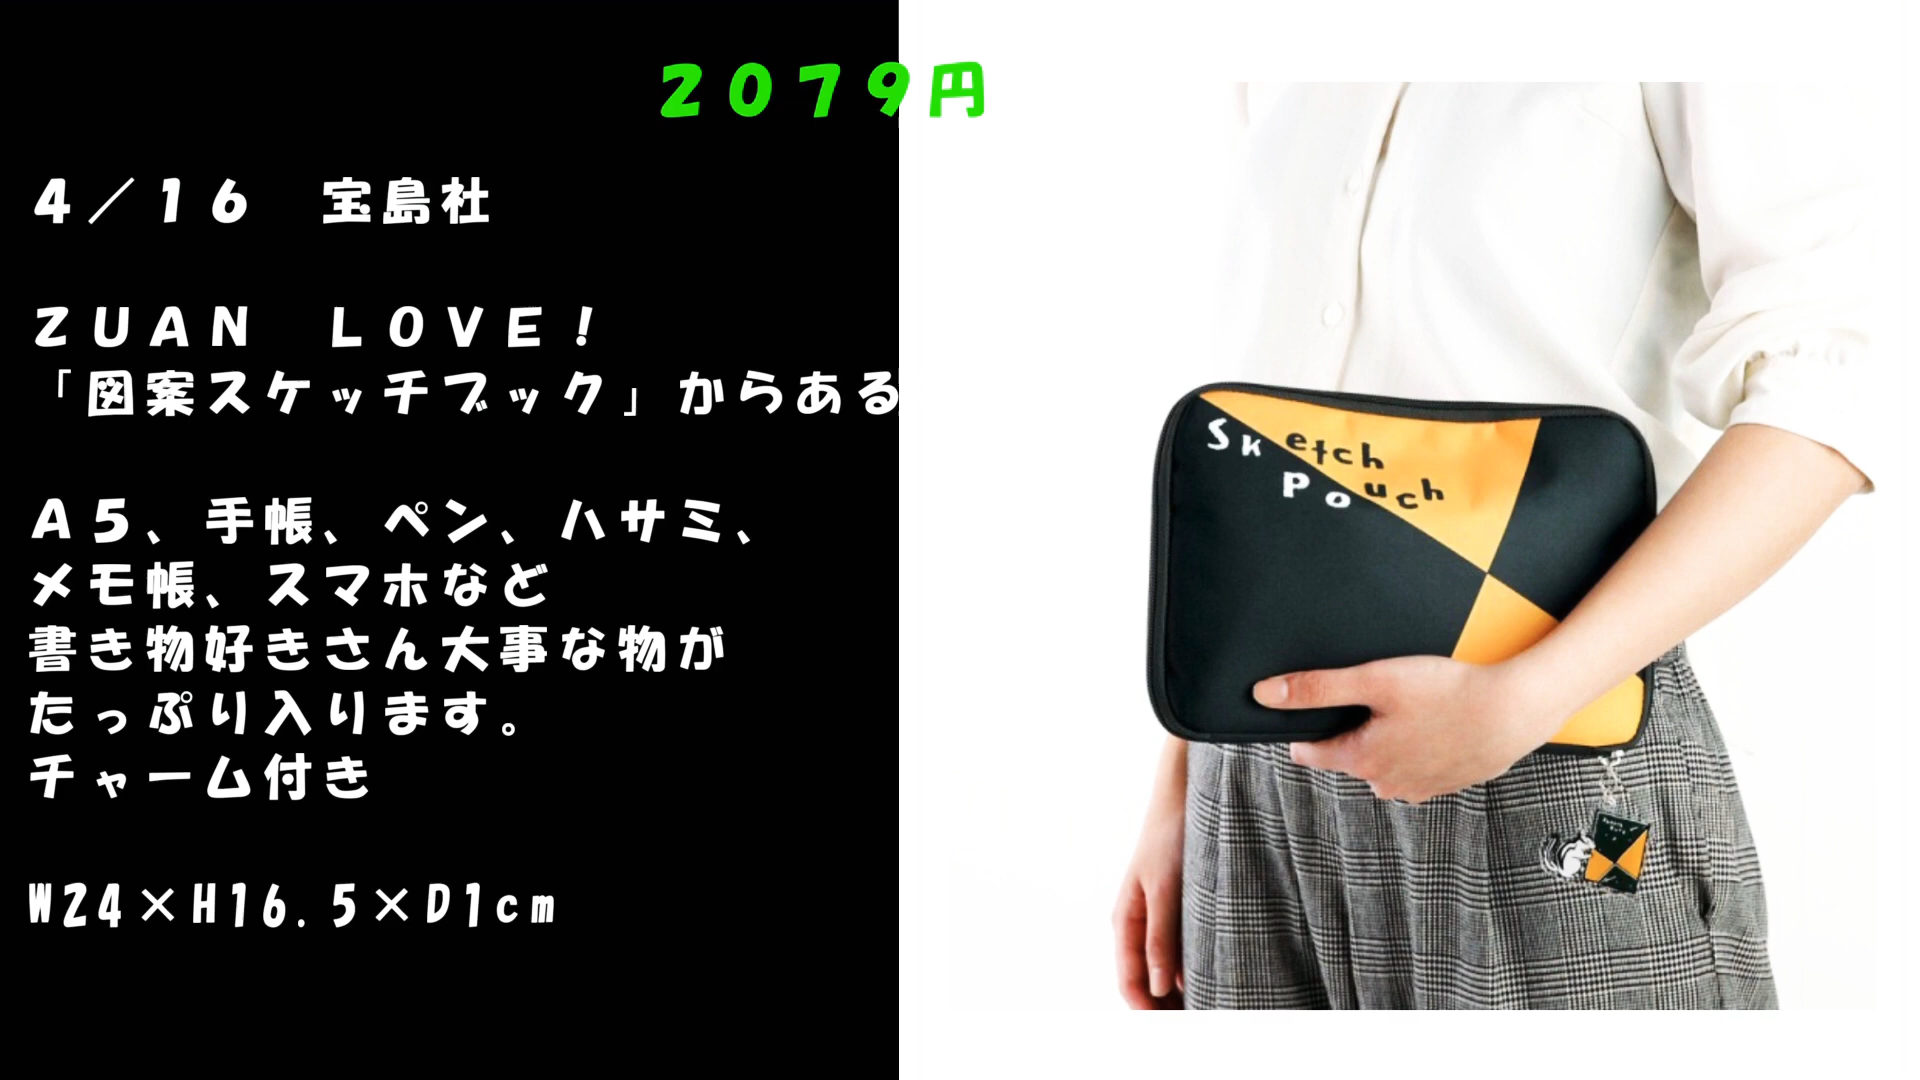 ２０７９円
４／１６　宝島社
ＺＵＡＮ　ＬＯＶＥ！
「図案スケッチブック」からある
Ａ５、手帳、ペン、ハサミ、
メモ帳、スマホなど
書き物好きさん大事な物が
たっぷり入ります。
チャーム付き
W24×H16.5×D1cm
Sketch
Pouch